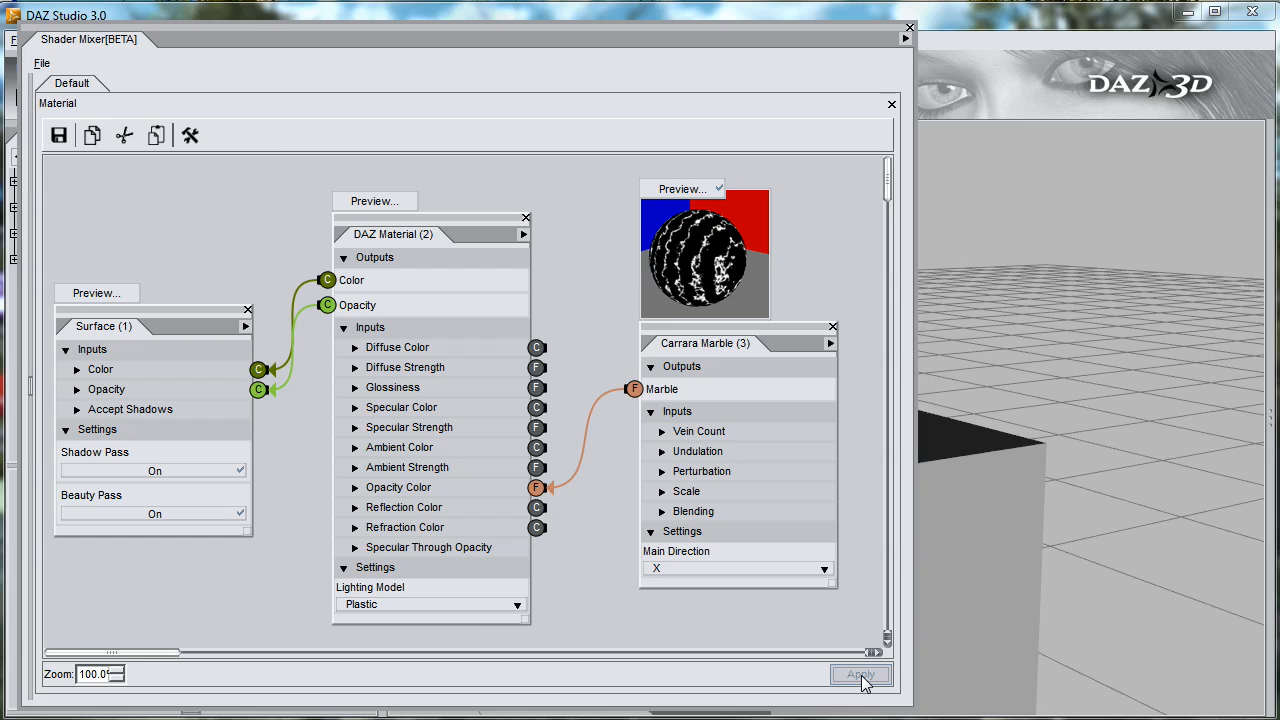 DAZ Studio 3.0
Shader Mixer[BETA]
File
Default
Material
DAZ 3D
Preview...
Surface (1)
Inputs
Color
C
Opacity
C
Accept Shadows
Settings
Shadow Pass
On
Beauty Pass
On
Preview...
DAZ Material (2)
Outputs
C Color
C Opacity
Inputs
Diffuse Color C
Diffuse Strength F
Glossiness F
Specular Color C
Specular Strength F
Ambient Color C
Ambient Strength F
Opacity Color F
Reflection Color C
Refraction Color C
Specular Through Opacity
Settings
Lighting Model
Plastic
Preview...
Carrara Marble (3)
Outputs
F Marble
Inputs
Vein Count
Undulation
Perturbation
Scale
Blending
Settings
Main Direction
X
Zoom: 100.0
Apply